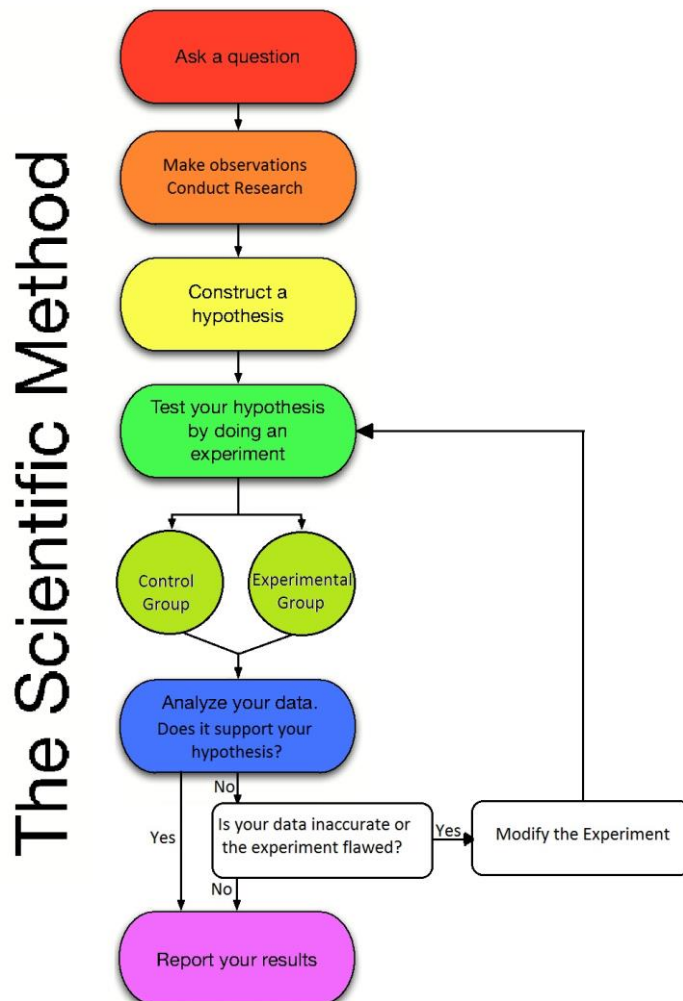 The Scientific Method
Ask a question
Make observations
Conduct Research
Construct a
hypothesis
Test your hypothesis
by doing an
experiment
Control
Group
Experimental
Group
Analyze your data.
Does it support your
hypothesis?
Yes
No
Is your data inaccurate or
the experiment flawed?
Yes
Modify the Experiment
No
Report your results